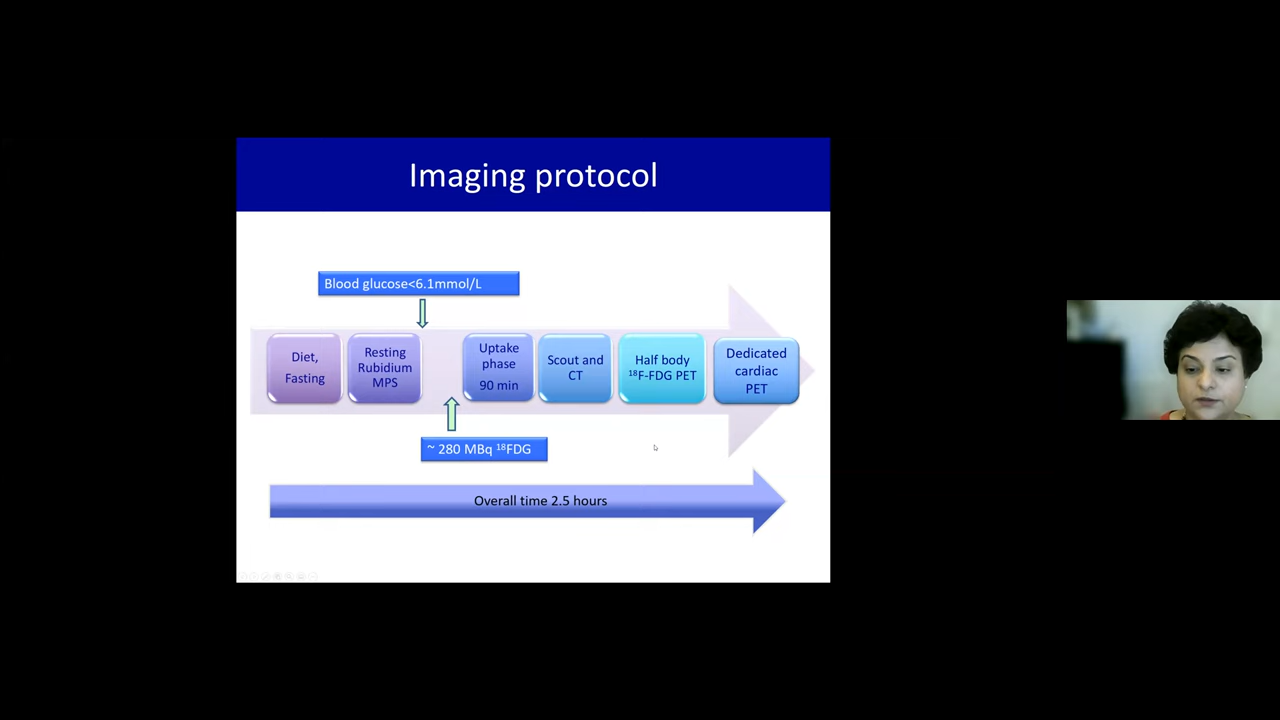 Imaging protocol
Blood glucose<6.1mmol/L
Diet,
Fasting
Resting
Rubidium
MPS
Uptake
phase
90 min
Scout and
CT
Half body
¹⁸F-FDG PET
Dedicated
cardiac
PET
~ 280 MBq ¹⁸FDG
Overall time 2.5 hours